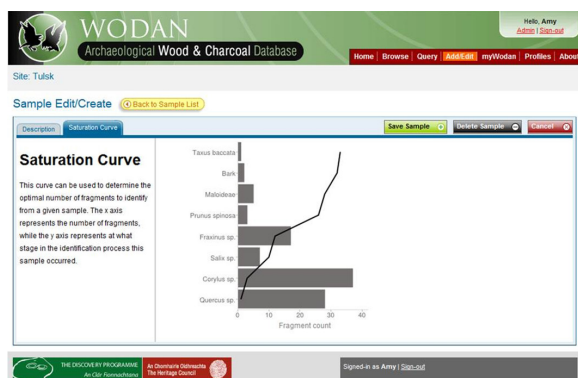 WODAN
Archaeological Wood & Charcoal Database
Hello, Amy
Admin | Sign-out
Home Browse Query Add/Edit myWodan Profiles About
Site: Tulsk
Sample Edit/Create Back to Sample List
Description Saturation Curve
Save Sample Delete Sample Cancel
Saturation Curve
This curve can be used to determine the
optimal number of fragments to identify
from a given sample. The x axis
represents the number of fragments,
while the y axis represents at what
stage in the identification process this
sample occurred.
Taxus baccata
Bark
Maloideae
Prunus spinosa
Fraxinus sp.
Salix sp.
Corylus sp.
Quercus sp.
0 10 20 30 40
Fragment count
THE DISCOVERY PROGRAMME
An Clár Fionnachtana
An Chomhairle Oidhreachta
The Heritage Council
Signed-in as Amy | Sign-out